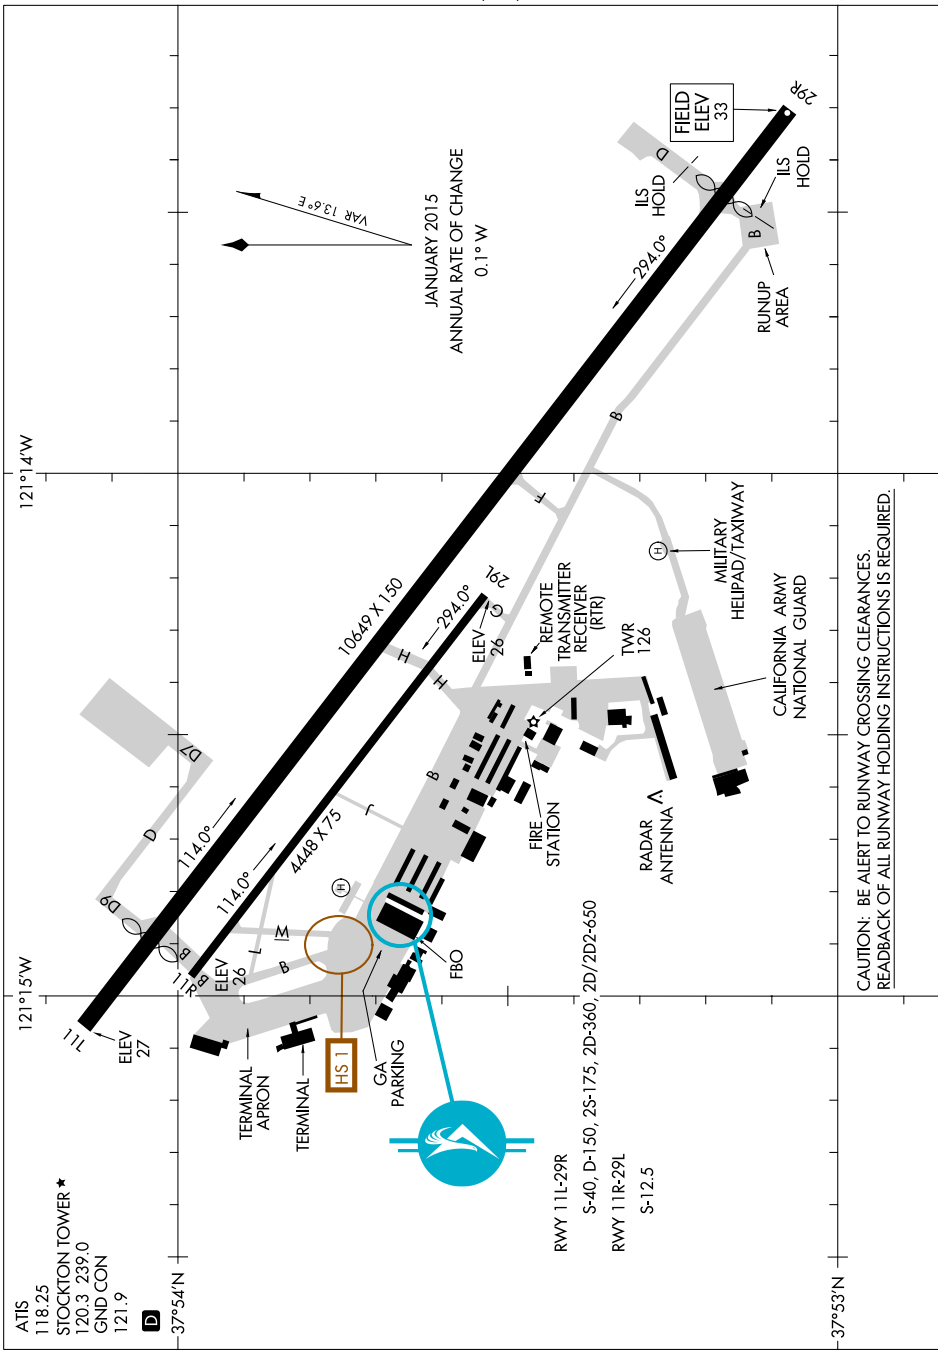 ATIS
118.25
STOCKTON TOWER ★
120.3 239.0
GND CON
121.9
D
37°54'N
37°53'N
121°15'W
121°14'W
JANUARY 2015
ANNUAL RATE OF CHANGE
0.1° W
VAR 13.6° E
FIELD
ELEV
33
29R
D
ILS
HOLD
ILS
HOLD
B
RUNUP
AREA
294.0°
B
F
10649 X 150
29L
G
294.0°
ELEV
26
H
H
REMOTE
TRANSMITTER
RECEIVER
(RTR)
TWR
126
H
MILITARY
HELIPAD/TAXIWAY
CALIFORNIA ARMY
NATIONAL GUARD
D7
D
D9
114.0°
114.0°
4448 X 75
J
B
FIRE
STATION
RADAR
ANTENNA
H
M
L
B
B
B
11R
ELEV
26
11L
ELEV
27
FBO
HS 1
GA
PARKING
TERMINAL
APRON
TERMINAL
RWY 11L-29R
S-40, D-150, 2S-175, 2D-360, 2D/2D2-650
RWY 11R-29L
S-12.5
CAUTION: BE ALERT TO RUNWAY CROSSING CLEARANCES.
READBACK OF ALL RUNWAY HOLDING INSTRUCTIONS IS REQUIRED.